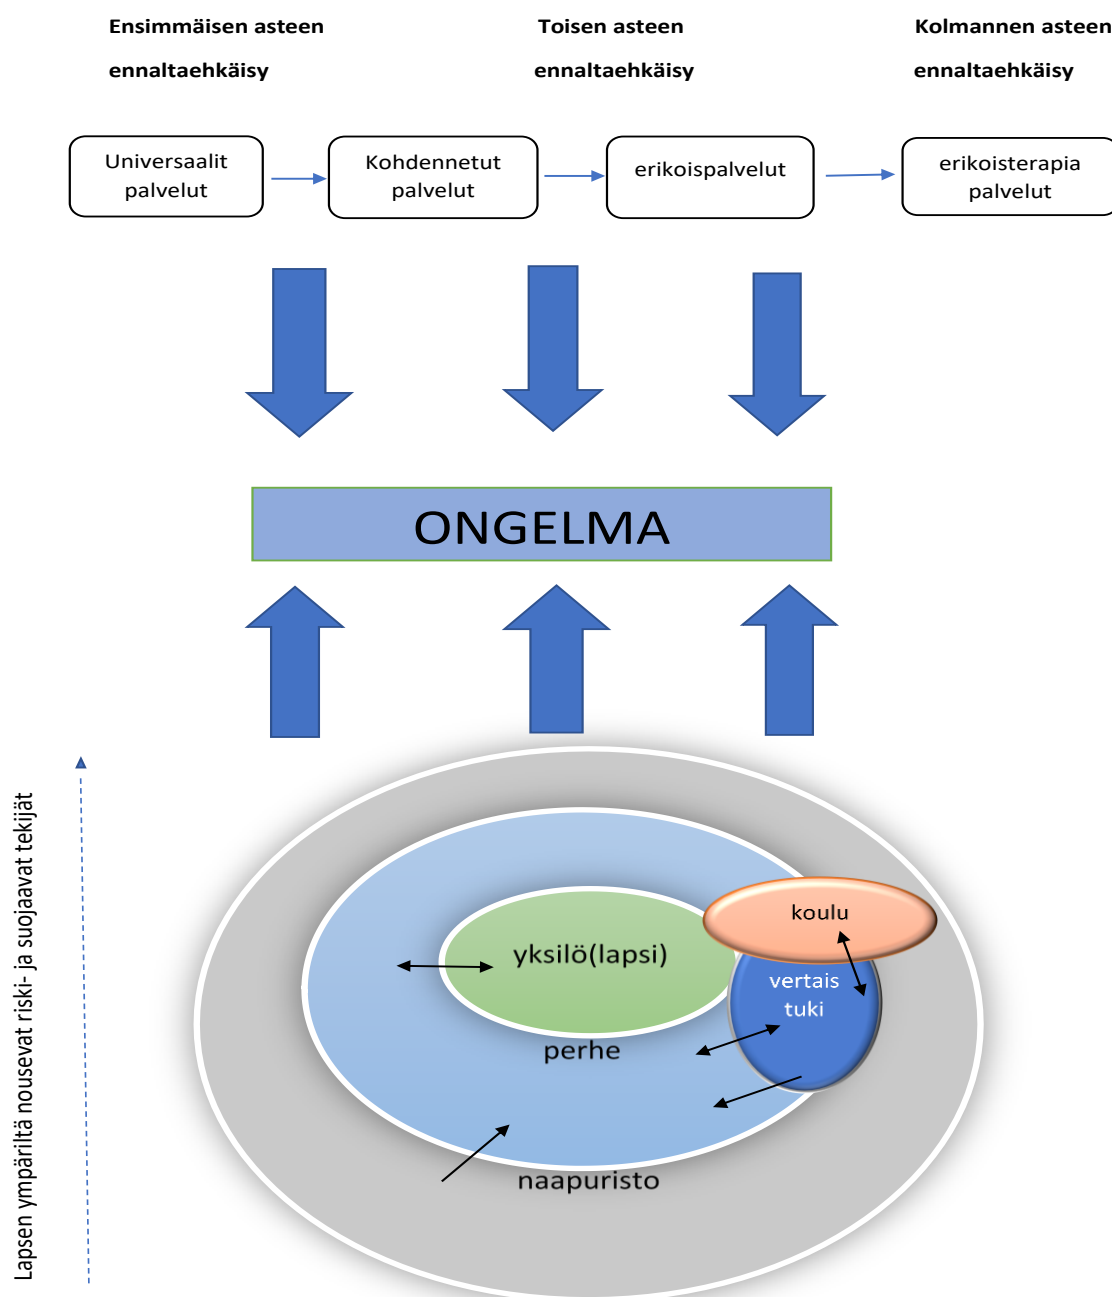 Ensimmäisen asteen
ennaltaehkäisy
Toisen asteen
ennaltaehkäisy
Kolmannen asteen
ennaltaehkäisy
Universaalit
palvelut
Kohdennetut
palvelut
erikoispalvelut
erikoisterapia
palvelut
ONGELMA
Lapsen ympäriltä nousevat riski- ja suojaavat tekijät
koulu
yksilö(lapsi)
vertais
tuki
perhe
naapuristo